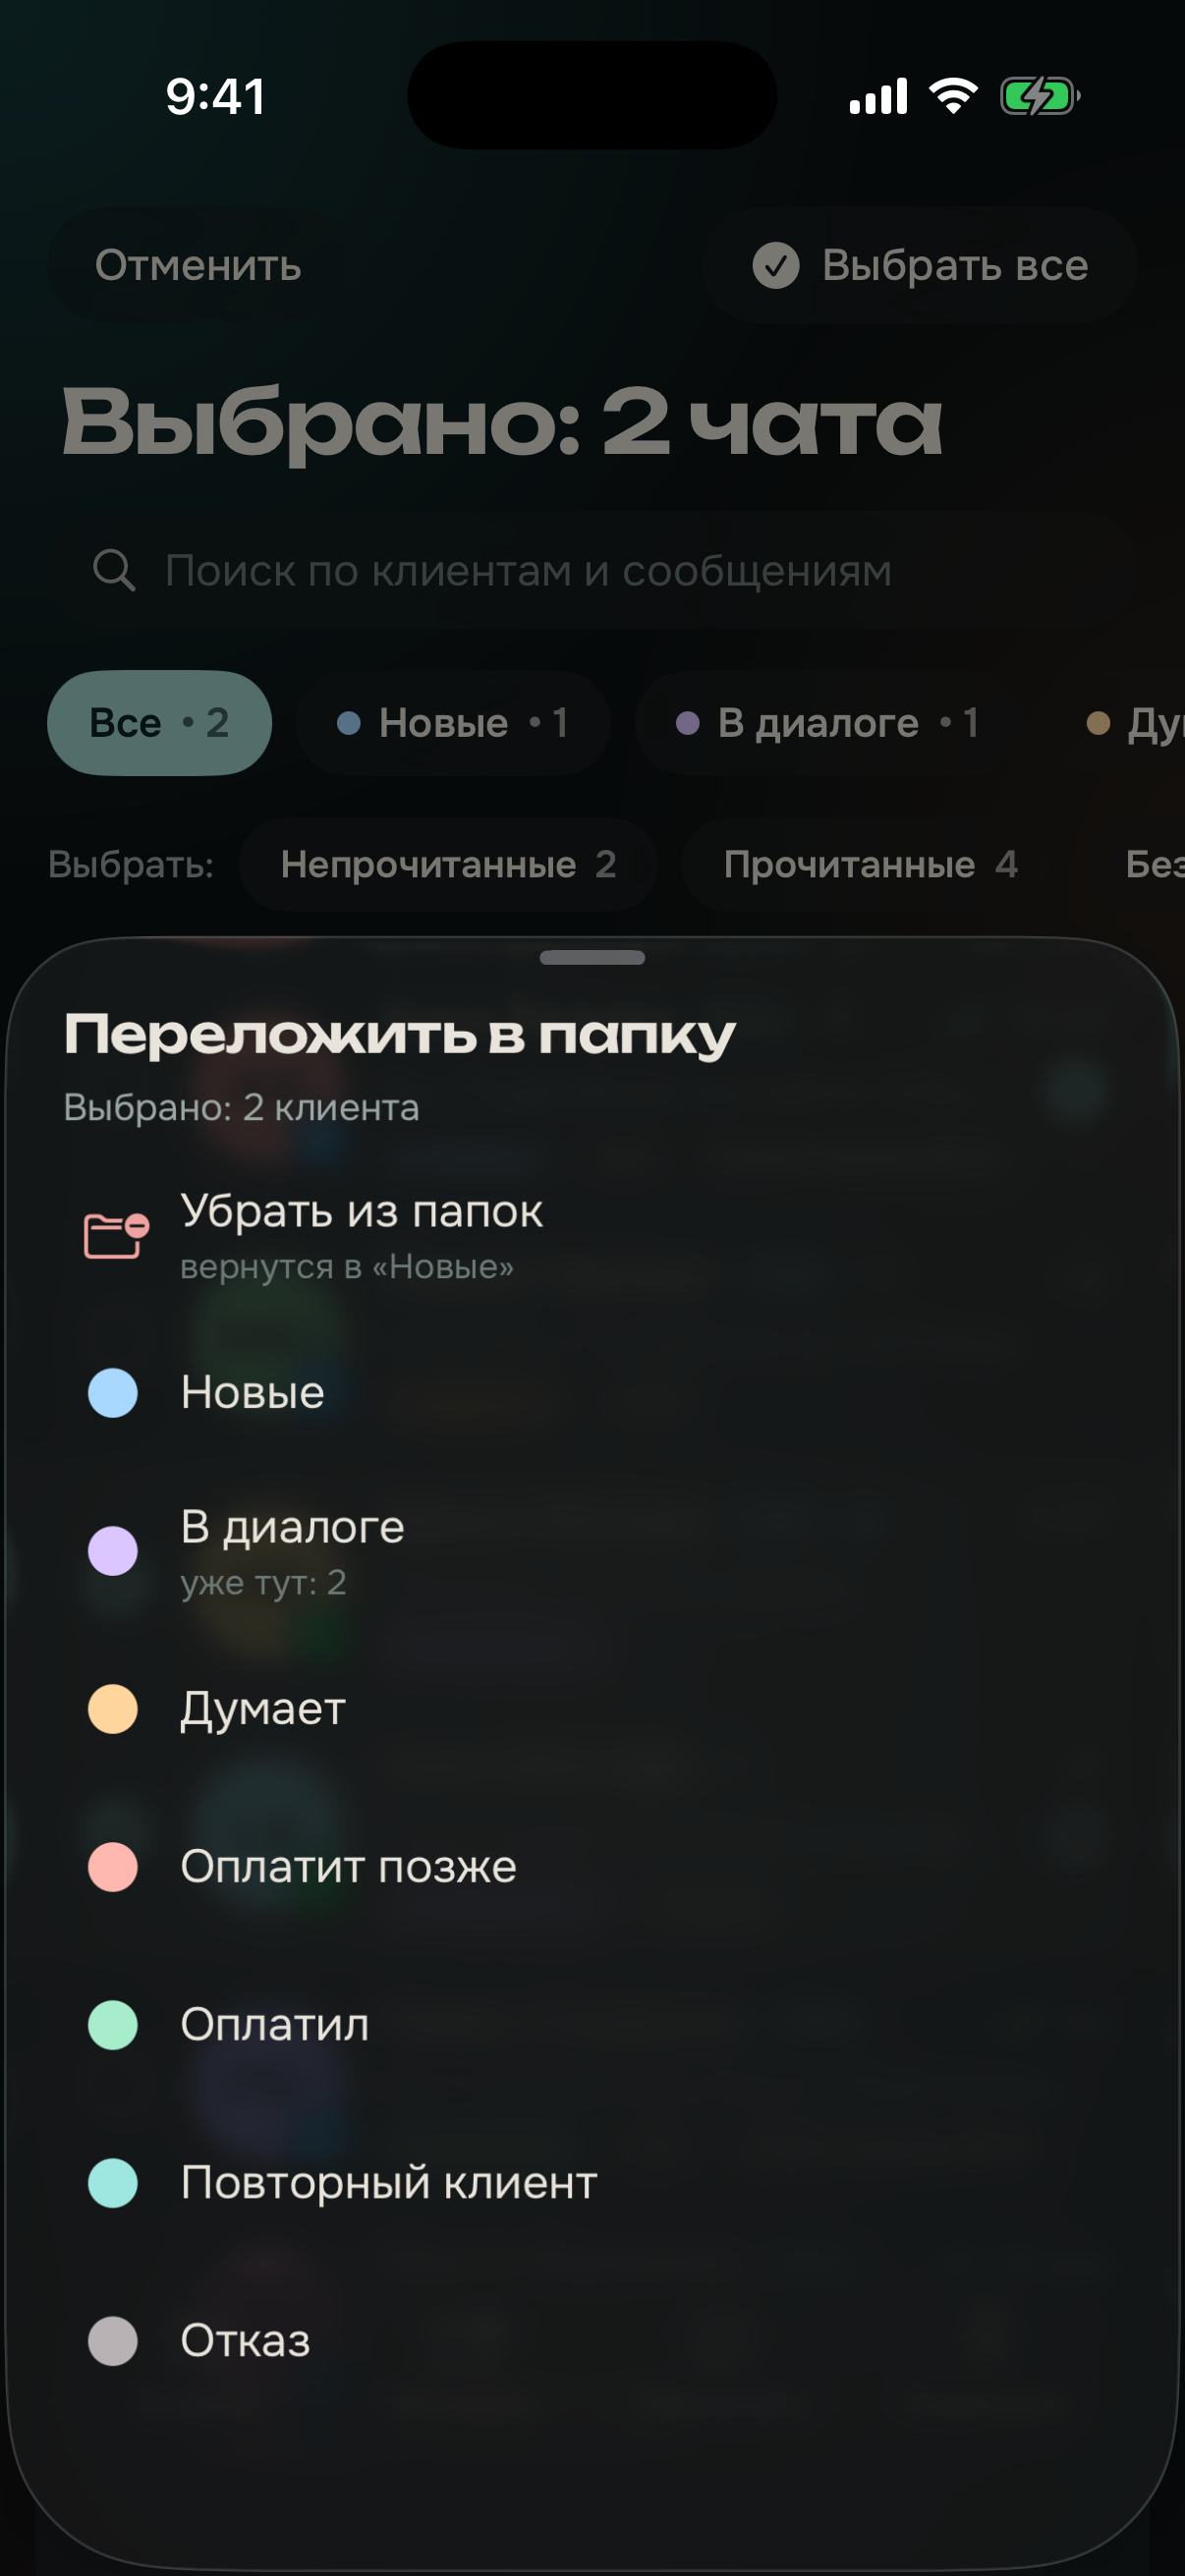 9:41
Отменить
Выбрать все
Выбрано: 2 чата
Поиск по клиентам и сообщениям
Все • 2
Новые • 1
В диалоге • 1
Выбрать:
Непрочитанные 2
Прочитанные 4
Переложить в папку
Выбрано: 2 клиента
Убрать из папок
вернутся в «Новые»
Новые
В диалоге
уже тут: 2
Думает
Оплатит позже
Оплатил
Повторный клиент
Отказ